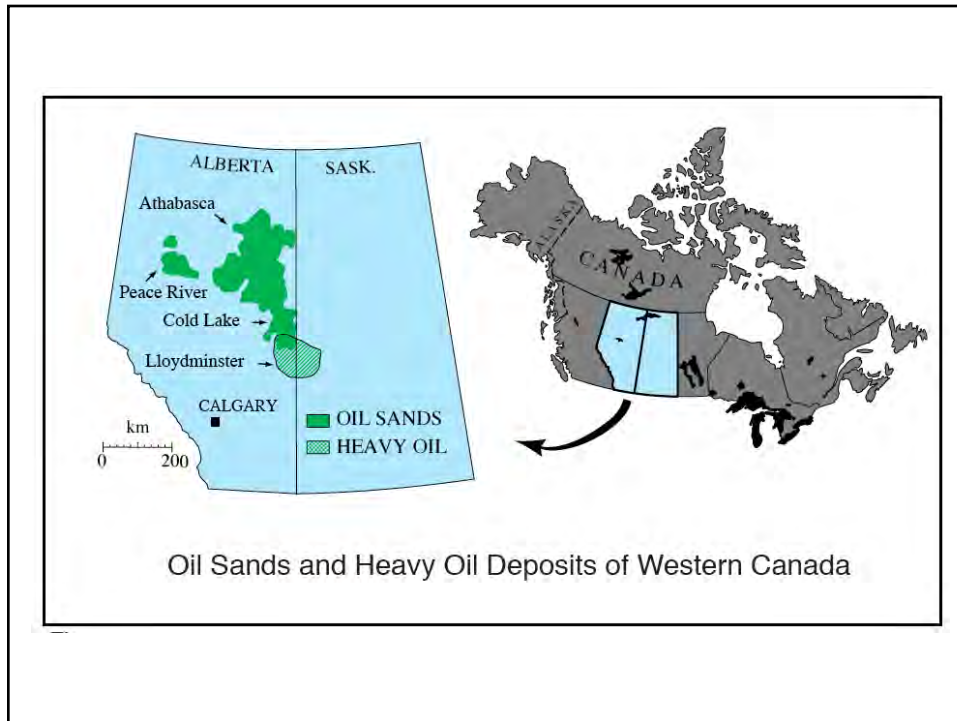 ALBERTA
SASK.
Athabasca
Peace River
Cold Lake
Lloydminster
CALGARY
km
0 200
OIL SANDS
HEAVY OIL
ALASKA
CANADA
Oil Sands and Heavy Oil Deposits of Western Canada